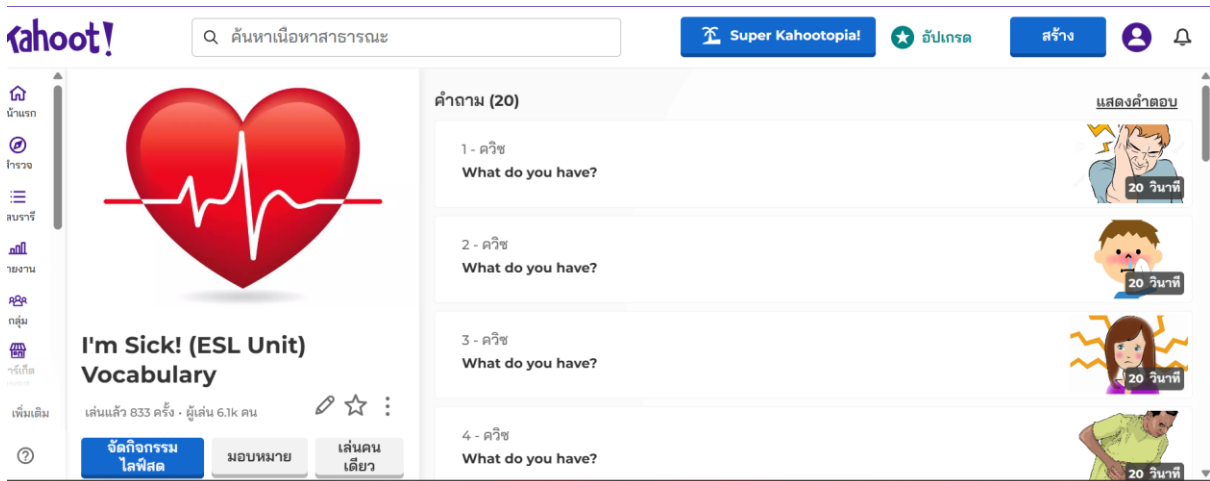 Kahoot!
ค้นหาเนื้อหาสาธารณะ
Super Kahootopia!
อัปเกรด
สร้าง
น้าแรก
ำรวจ
ลบรารี
ายงาน
กลุ่ม
าร์เก็ต
เพิ่มเติม
I'm Sick! (ESL Unit)
Vocabulary
เล่นแล้ว 833 ครั้ง · ผู้เล่น 6.1k คน
จัดกิจกรรม
ไลฟ์สด
มอบหมาย
เล่นคน
เดียว
คำถาม (20)
แสดงคำตอบ
1 - ควิซ
What do you have?
20 วินาที
2 - ควิซ
What do you have?
20 วินาที
3 - ควิซ
What do you have?
20 วินาที
4 - ควิซ
What do you have?
20 วินาที